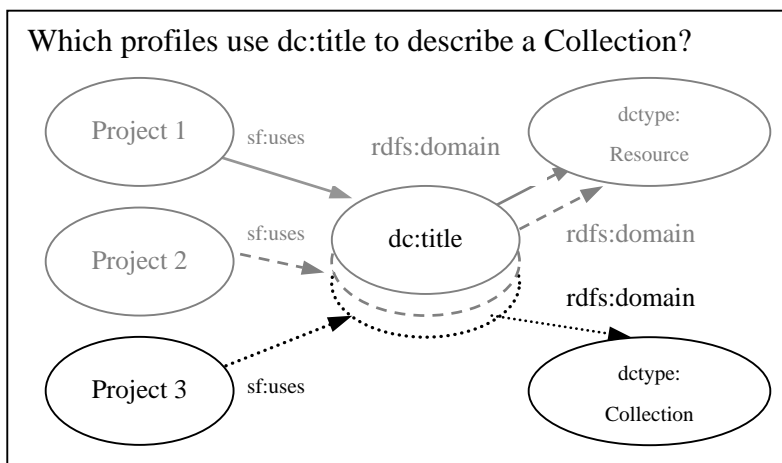 Which profiles use dc:title to describe a Collection?
Project 1
sf:uses
rdfs:domain
dctype:
Resource
Project 2
sf:uses
dc:title
rdfs:domain
rdfs:domain
Project 3
sf:uses
dctype:
Collection